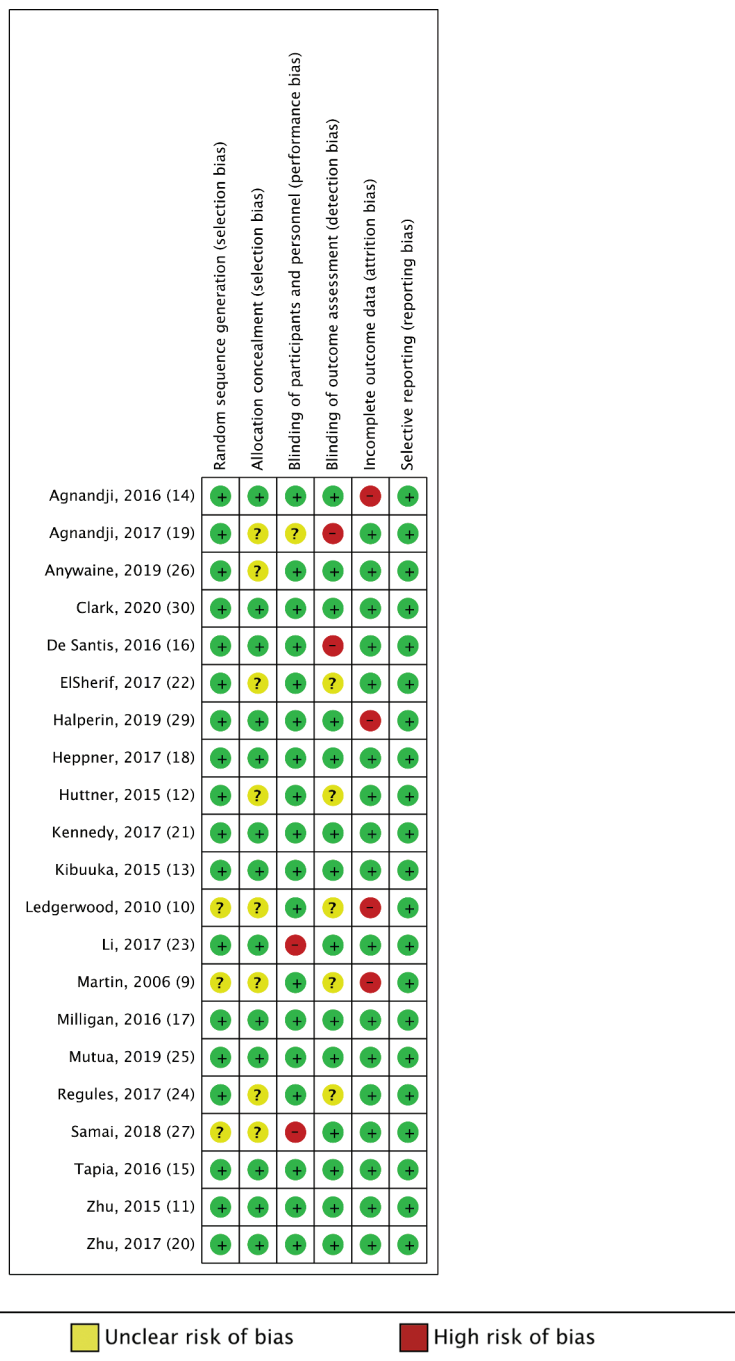 Random sequence generation (selection bias)
Allocation concealment (selection bias)
Blinding of participants and personnel (performance bias)
Blinding of outcome assessment (detection bias)
Incomplete outcome data (attrition bias)
Selective reporting (reporting bias)
Agnandji, 2016 (14) + + + + - +
Agnandji, 2017 (19) + ? ? - + +
Anywaine, 2019 (26) + ? + + + +
Clark, 2020 (30) + + + + + +
De Santis, 2016 (16) + + + - + +
ElSherif, 2017 (22) + ? + ? + +
Halperin, 2019 (29) + + + + - +
Heppner, 2017 (18) + + + + + +
Huttner, 2015 (12) + ? + ? + +
Kennedy, 2017 (21) + + + + + +
Kibuuka, 2015 (13) + + + + + +
Ledgerwood, 2010 (10) ? ? + ? - +
Li, 2017 (23) + + - + + +
Martin, 2006 (9) ? ? + ? - +
Milligan, 2016 (17) + + + + + +
Mutua, 2019 (25) + + + + + +
Regules, 2017 (24) + ? + ? + +
Samai, 2018 (27) ? ? - + + +
Tapia, 2016 (15) + + + + + +
Zhu, 2015 (11) + + + + + +
Zhu, 2017 (20) + + + + + +
Unclear risk of bias High risk of bias